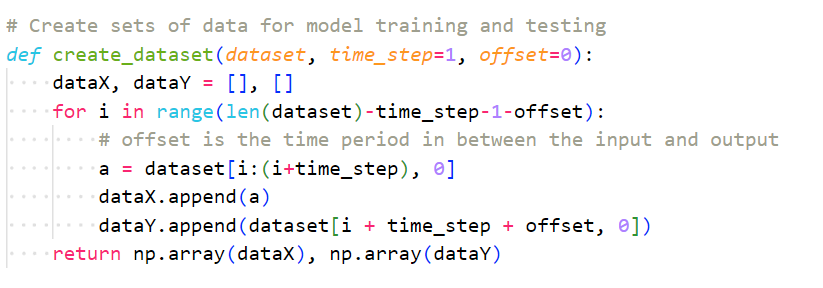 # Create sets of data for model training and testing
def create_dataset(dataset, time_step=1, offset=0):
    dataX, dataY = [], []
    for i in range(len(dataset)-time_step-1-offset):
        # offset is the time period in between the input and output
        a = dataset[i:(i+time_step), 0]
        dataX.append(a)
        dataY.append(dataset[i + time_step + offset, 0])
    return np.array(dataX), np.array(dataY)